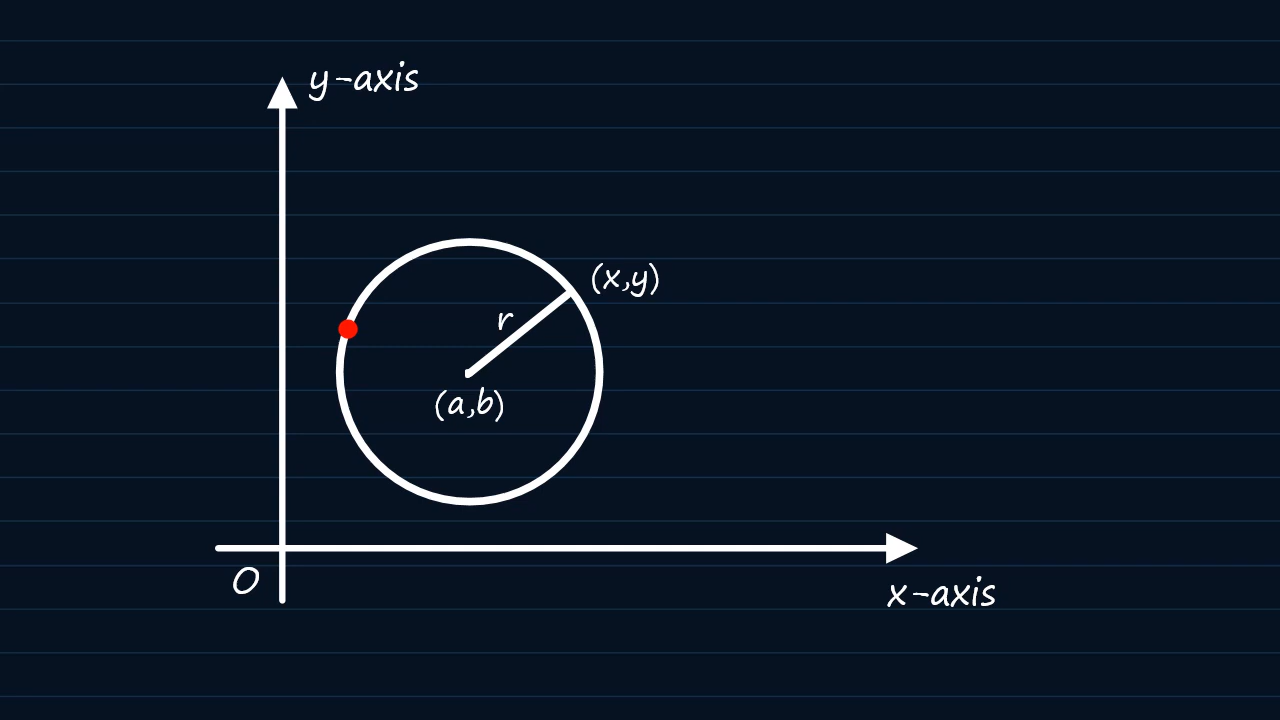 y-axis
(x,y)
r
(a,b)
O
x-axis